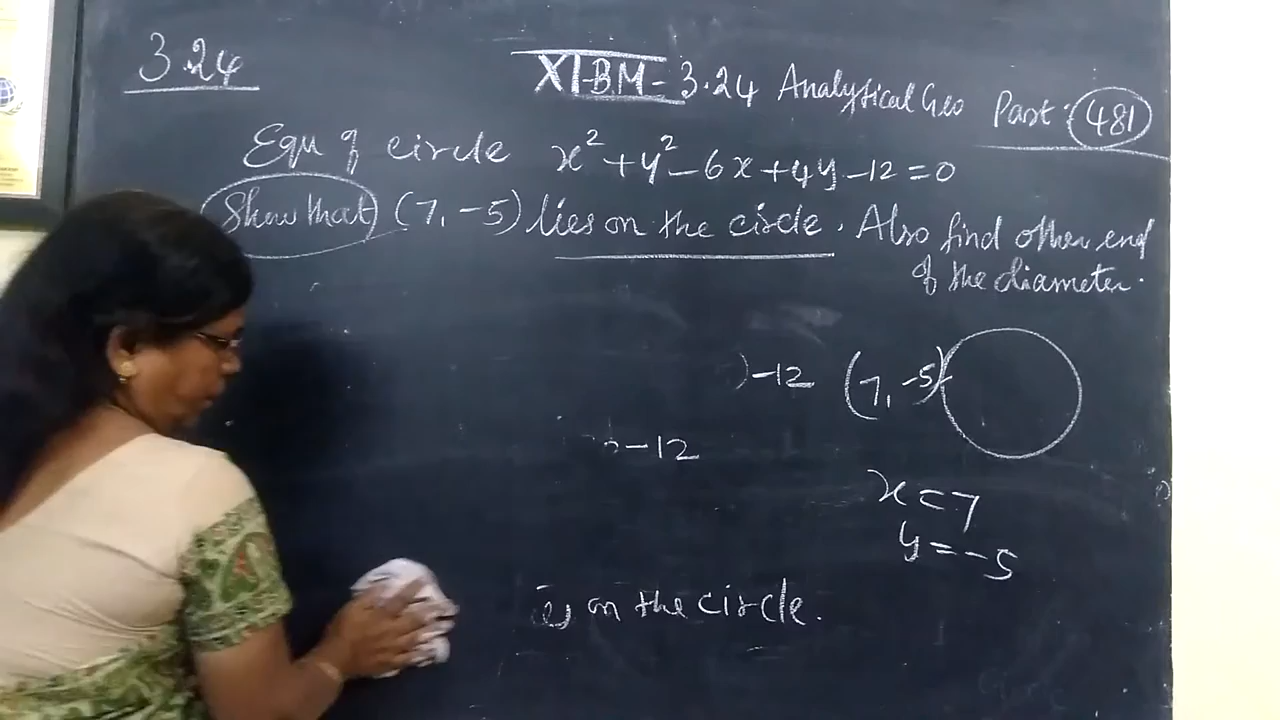 3.24
XI-BM-3.24 Analytical Geo Part: 481
Equ of circle x² + y² - 6x + 4y - 12 = 0
Show that (7, -5) lies on the circle. Also find other end
of the diameter.
)-12 (7, -5)
-12
x = 7
y = -5
on the circle.